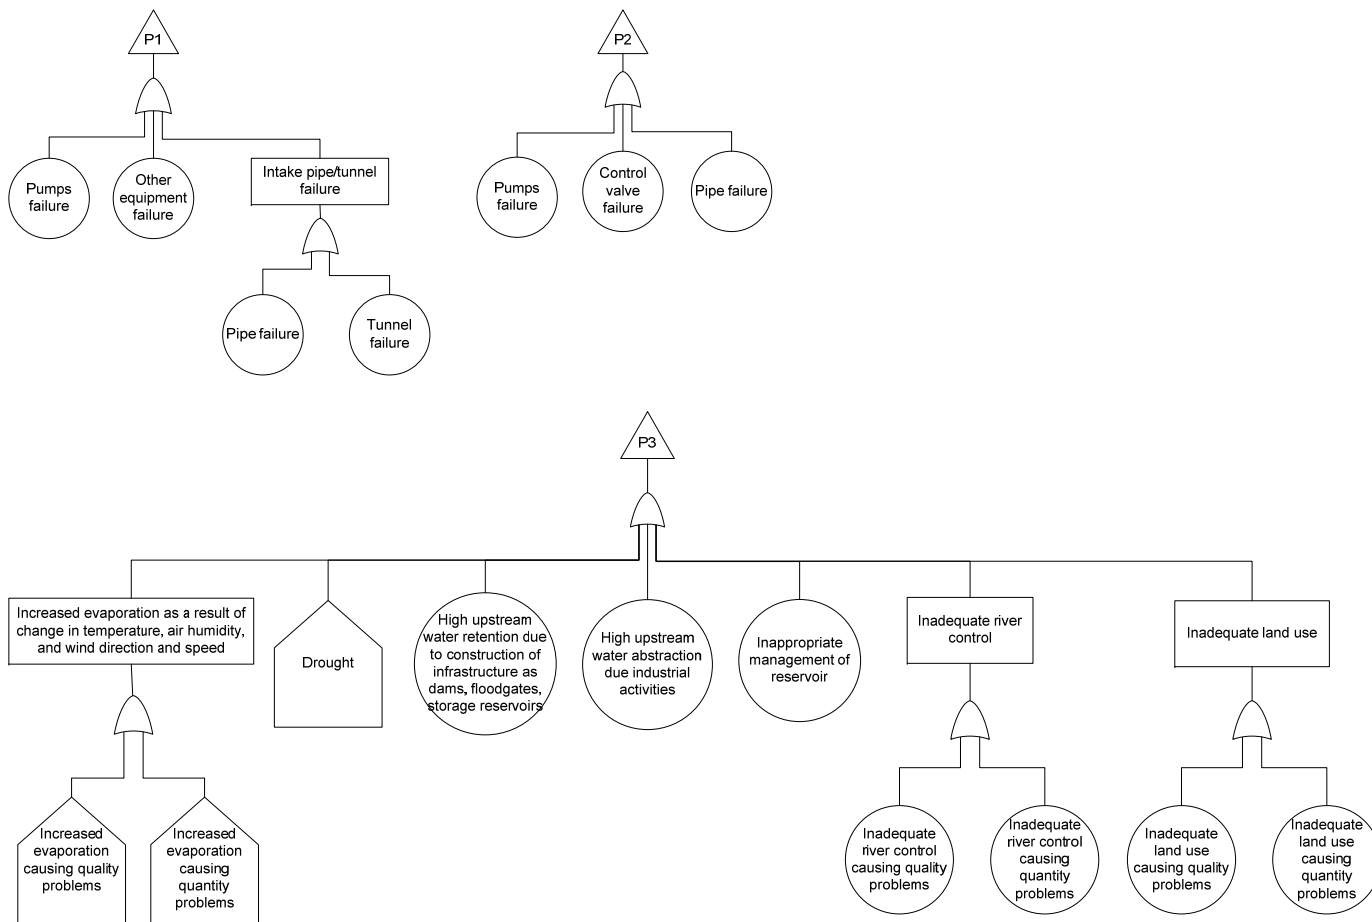 P1
P2
Pumps
failure
Other
equipment
failure
Intake pipe/tunnel
failure
Pumps
failure
Control
valve
failure
Pipe failure
Pipe failure
Tunnel
failure
P3
Increased evaporation as a result of
change in temperature, air humidity,
and wind direction and speed
Drought
High upstream
water retention due
to construction of
infrastructure as
dams, floodgates,
storage reservoirs
High upstream
water abstraction
due industrial
activities
Inappropriate
management of
reservoir
Inadequate river
control
Inadequate land use
Increased
evaporation
causing quality
problems
Increased
evaporation
causing
quantity
problems
Inadequate
river control
causing quality
problems
Inadequate
river control
causing
quantity
problems
Inadequate
land use
causing quality
problems
Inadequate
land use
causing
quantity
problems